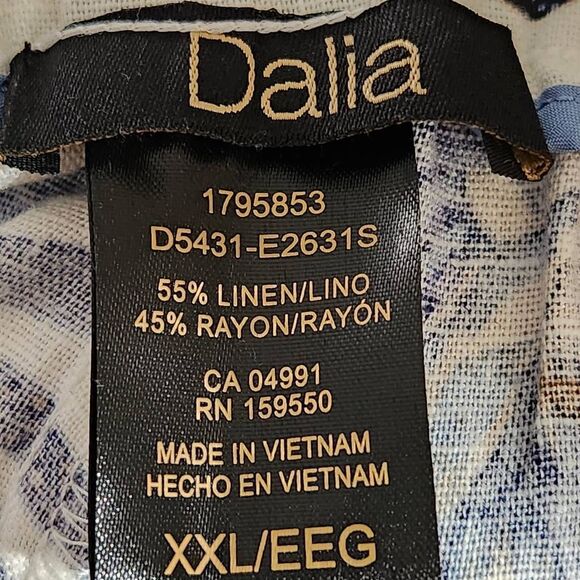 Dalia
1795853
D5431-E2631S
55% LINEN/LINO
45% RAYON/RAYÓN
CA 04991
RN 159550
MADE IN VIETNAM
HECHO EN VIETNAM
XXL/EEG